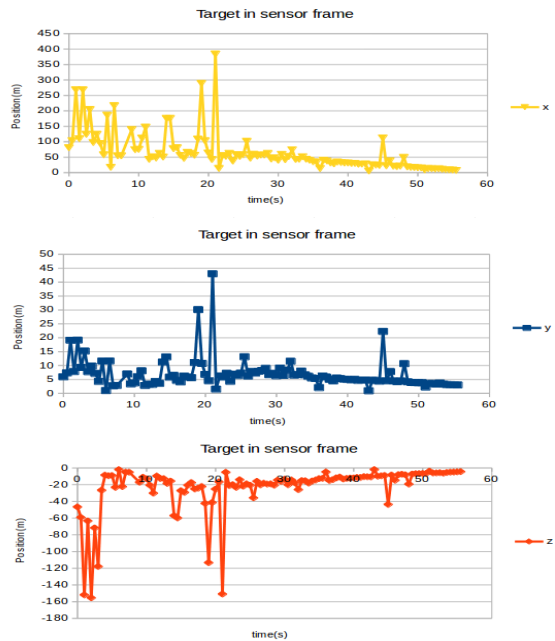 Target in sensor frame
Position(m)
450
400
350
300
250
200
150
100
50
0
0 10 20 30 40 50 60
time(s)
x
Target in sensor frame
Position(m)
50
45
40
35
30
25
20
15
10
5
0
0 10 20 30 40 50 60
time(s)
y
Target in sensor frame
Position(m)
0
-20
-40
-60
-80
-100
-120
-140
-160
-180
0 10 20 30 40 50 60
time(s)
z